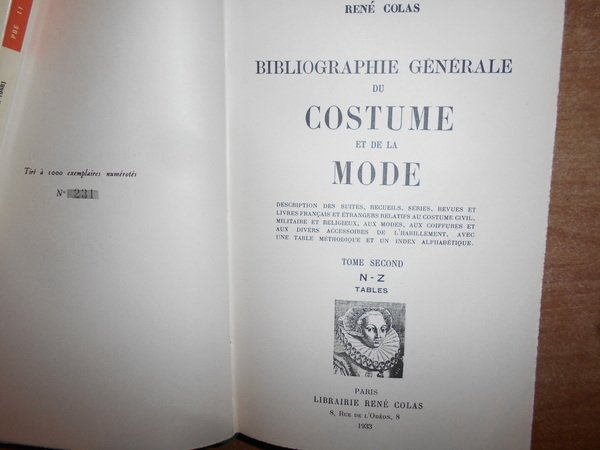 PBE 11
Tiré à 1000 exemplaires numérotés
N° 231
RENÉ COLAS
BIBLIOGRAPHIE GÉNÉRALE
DU
COSTUME
ET DE LA
MODE
DESCRIPTION DES SUITES, RECUEILS, SÉRIES, REVUES ET
LIVRES FRANÇAIS ET ÉTRANGERS RELATIFS AU COSTUME CIVIL,
MILITAIRE ET RELIGIEUX, AUX MODES, AUX COIFFURES ET
AUX DIVERS ACCESSOIRES DE L'HABILLEMENT, AVEC
UNE TABLE MÉTHODIQUE ET UN INDEX ALPHABÉTIQUE.
TOME SECOND
N - Z
TABLES
PARIS
LIBRAIRIE RENÉ COLAS
8, RUE DE L'ODÉON, 8
1933